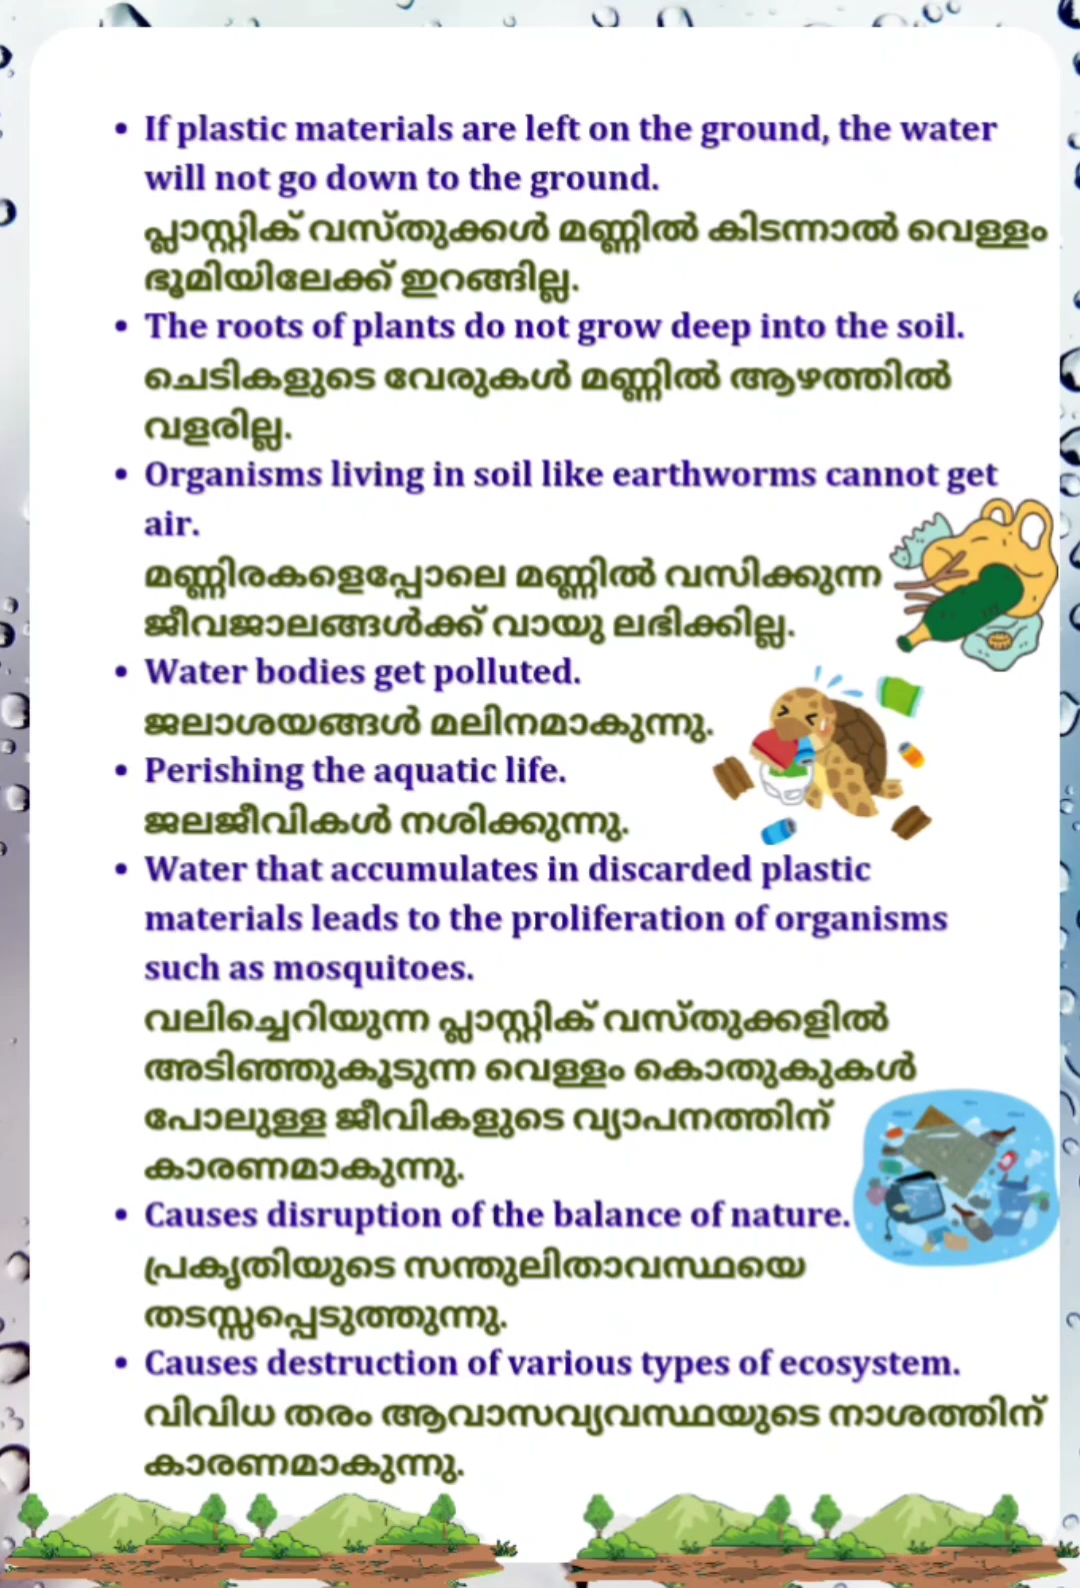 • If plastic materials are left on the ground, the water
will not go down to the ground.
പ്ലാസ്റ്റിക് വസ്തുക്കൾ മണ്ണിൽ കിടന്നാൽ വെള്ളം
ഭൂമിയിലേക്ക് ഇറങ്ങില്ല.
• The roots of plants do not grow deep into the soil.
ചെടികളുടെ വേരുകൾ മണ്ണിൽ ആഴത്തിൽ
വളരില്ല.
• Organisms living in soil like earthworms cannot get
air.
മണ്ണിരകളെപ്പോലെ മണ്ണിൽ വസിക്കുന്ന
ജീവജാലങ്ങൾക്ക് വായു ലഭിക്കില്ല.
• Water bodies get polluted.
ജലാശയങ്ങൾ മലിനമാകുന്നു.
• Perishing the aquatic life.
ജലജീവികൾ നശിക്കുന്നു.
• Water that accumulates in discarded plastic
materials leads to the proliferation of organisms
such as mosquitoes.
വലിച്ചെറിയുന്ന പ്ലാസ്റ്റിക് വസ്തുക്കളിൽ
അടിഞ്ഞുകൂടുന്ന വെള്ളം കൊതുകുകൾ
പോലുള്ള ജീവികളുടെ വ്യാപനത്തിന്
കാരണമാകുന്നു.
• Causes disruption of the balance of nature.
പ്രകൃതിയുടെ സന്തുലിതാവസ്ഥയെ
തടസ്സപ്പെടുത്തുന്നു.
• Causes destruction of various types of ecosystem.
വിവിധ തരം ആവാസവ്യവസ്ഥയുടെ നാശത്തിന്
കാരണമാകുന്നു.